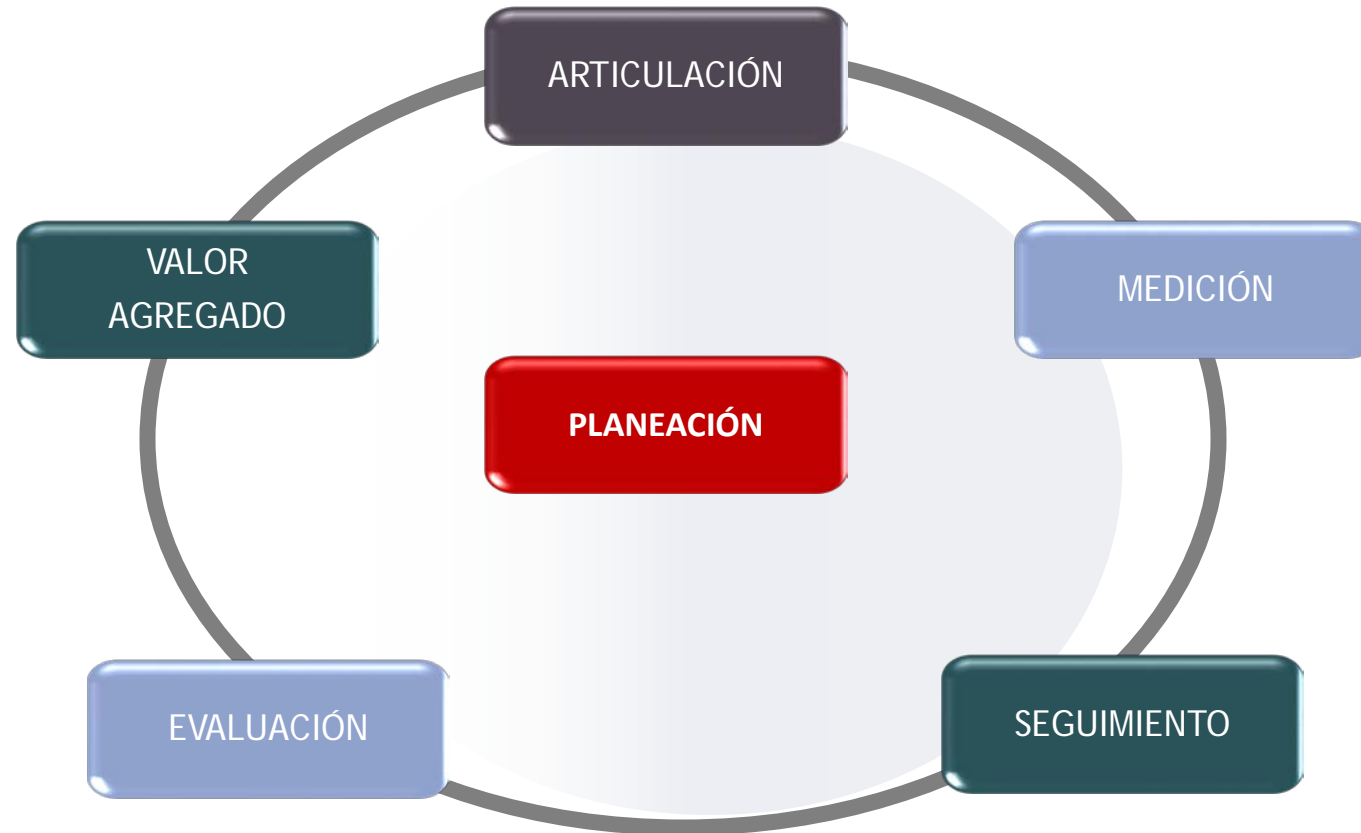 ARTICULACIÓN
VALOR
AGREGADO
MEDICIÓN
PLANEACIÓN
EVALUACIÓN
SEGUIMIENTO